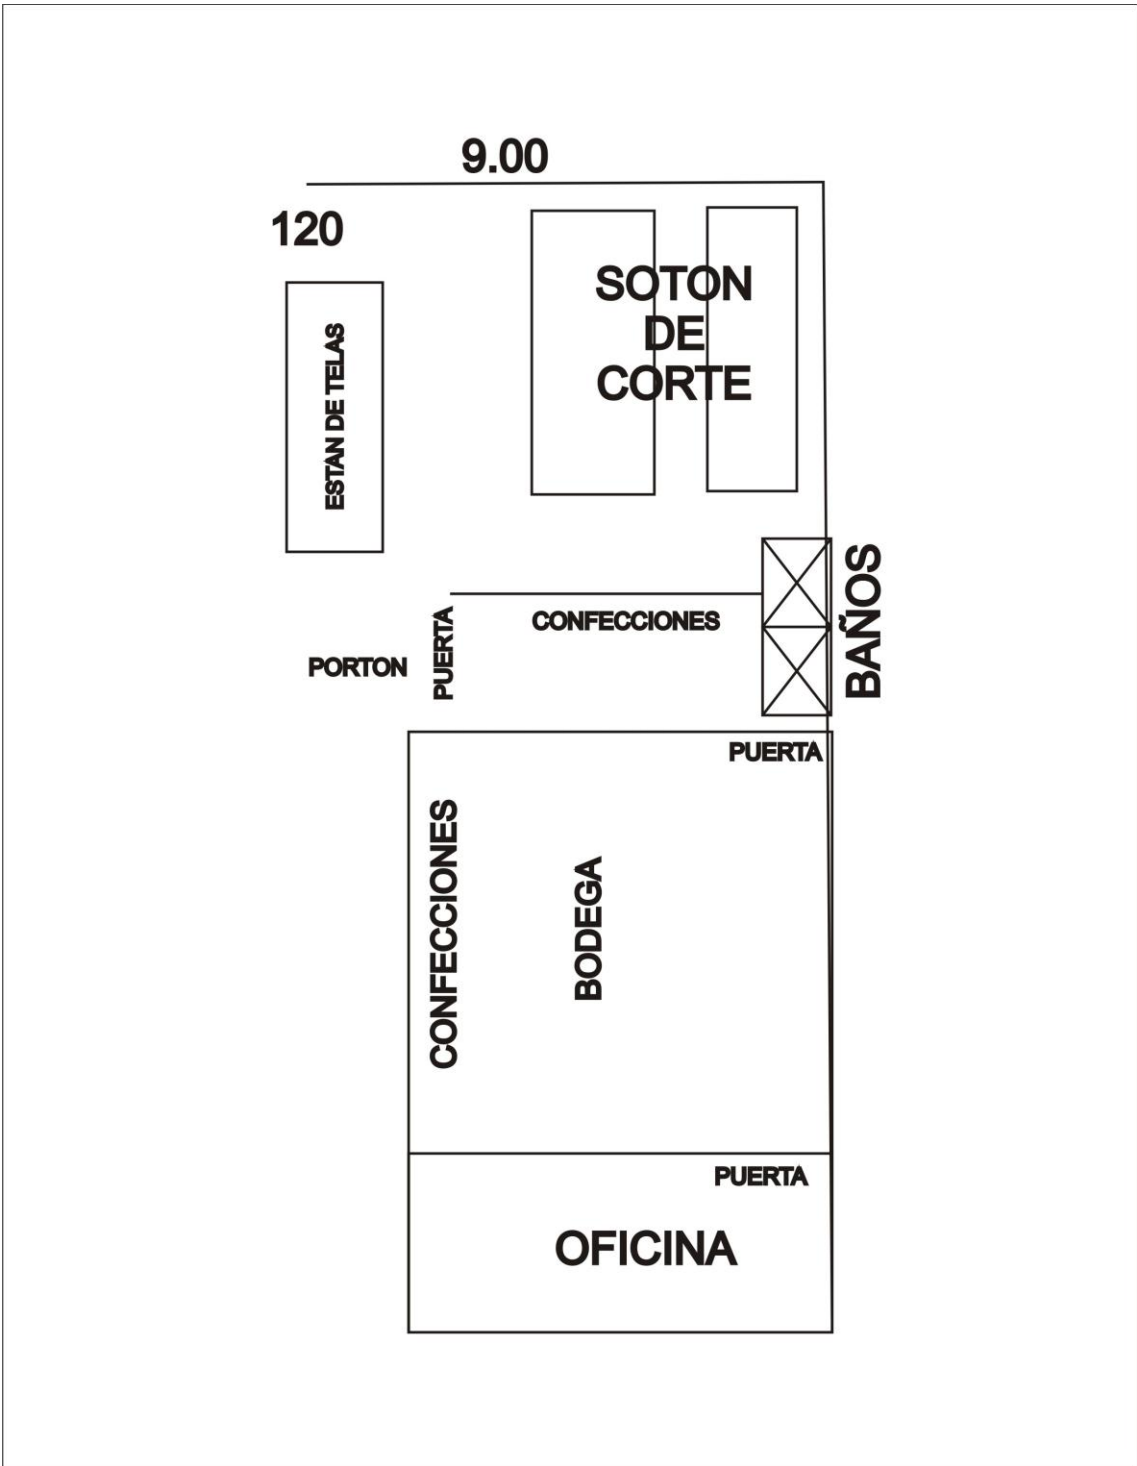 9.00
120
SOTON
DE
CORTE
ESTAN DE TELAS
BAÑOS
CONFECCIONES
PUERTA
PORTON
PUERTA
CONFECCIONES
BODEGA
PUERTA
OFICINA